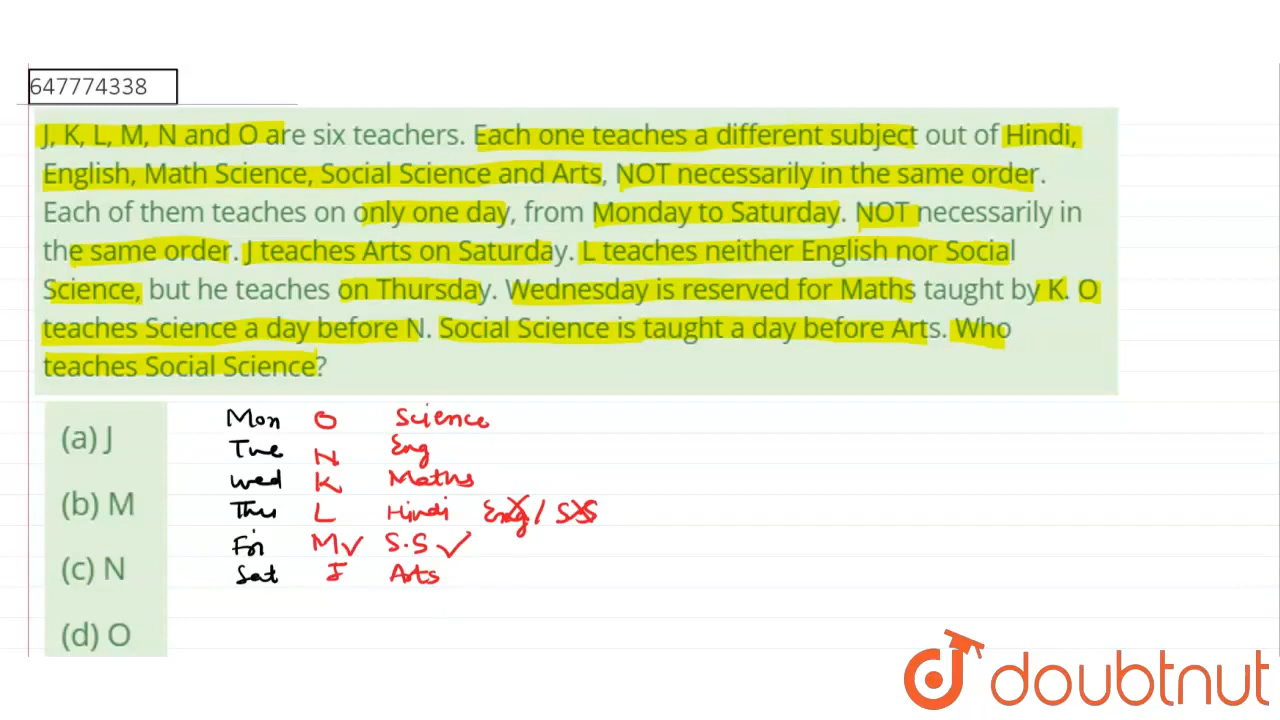 647774338
J, K, L, M, N and O are six teachers. Each one teaches a different subject out of Hindi,
English, Math Science, Social Science and Arts, NOT necessarily in the same order.
Each of them teaches on only one day, from Monday to Saturday. NOT necessarily in
the same order. J teaches Arts on Saturday. L teaches neither English nor Social
Science, but he teaches on Thursday. Wednesday is reserved for Maths taught by K. O
teaches Science a day before N. Social Science is taught a day before Arts. Who
teaches Social Science?
(a) J
(b) M
(c) N
(d) O
Mon O Science
Tue N Eng
Wed K Maths
Thu L Hindi Eng / SS
Fri M S.S
Sat J Arts
doubtnut